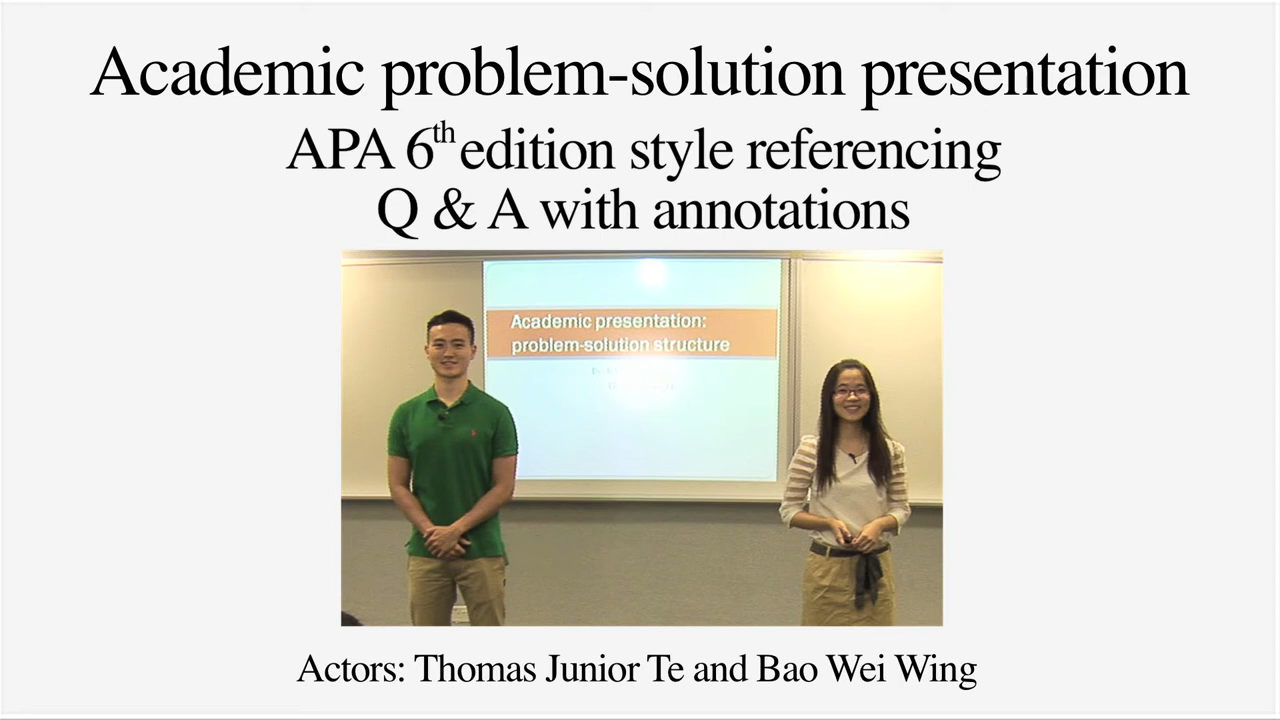 Academic problem-solution presentation
APA 6th edition style referencing
Q & A with annotations
Academic presentation:
problem-solution structure
Actors: Thomas Junior Te and Bao Wei Wing